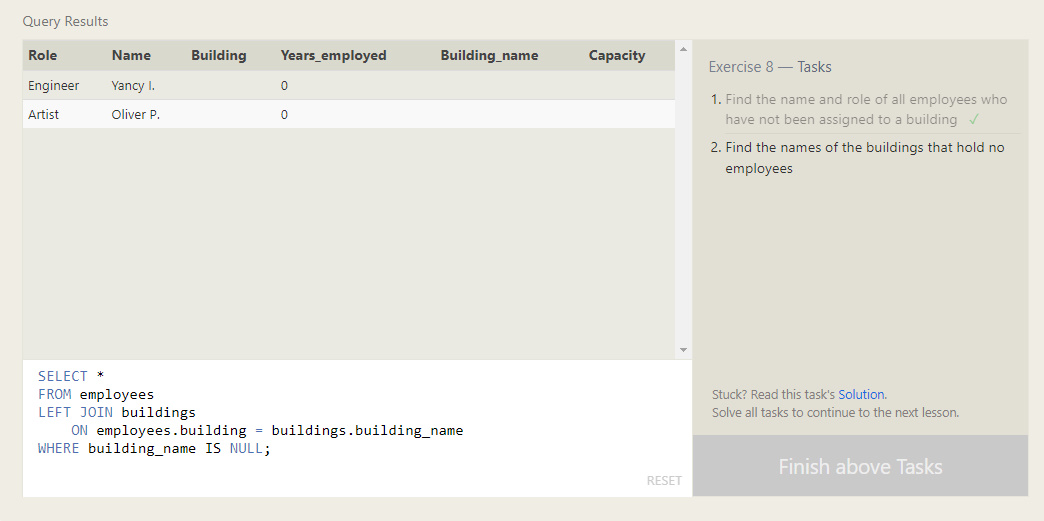 Query Results
Role Name Building Years_employed Building_name Capacity
Engineer Yancy I. 0
Artist Oliver P. 0
SELECT *
FROM employees
LEFT JOIN buildings
ON employees.building = buildings.building_name
WHERE building_name IS NULL;
RESET
Exercise 8 — Tasks
1. Find the name and role of all employees who
have not been assigned to a building ✓
2. Find the names of the buildings that hold no
employees
Stuck? Read this task's Solution.
Solve all tasks to continue to the next lesson.
Finish above Tasks